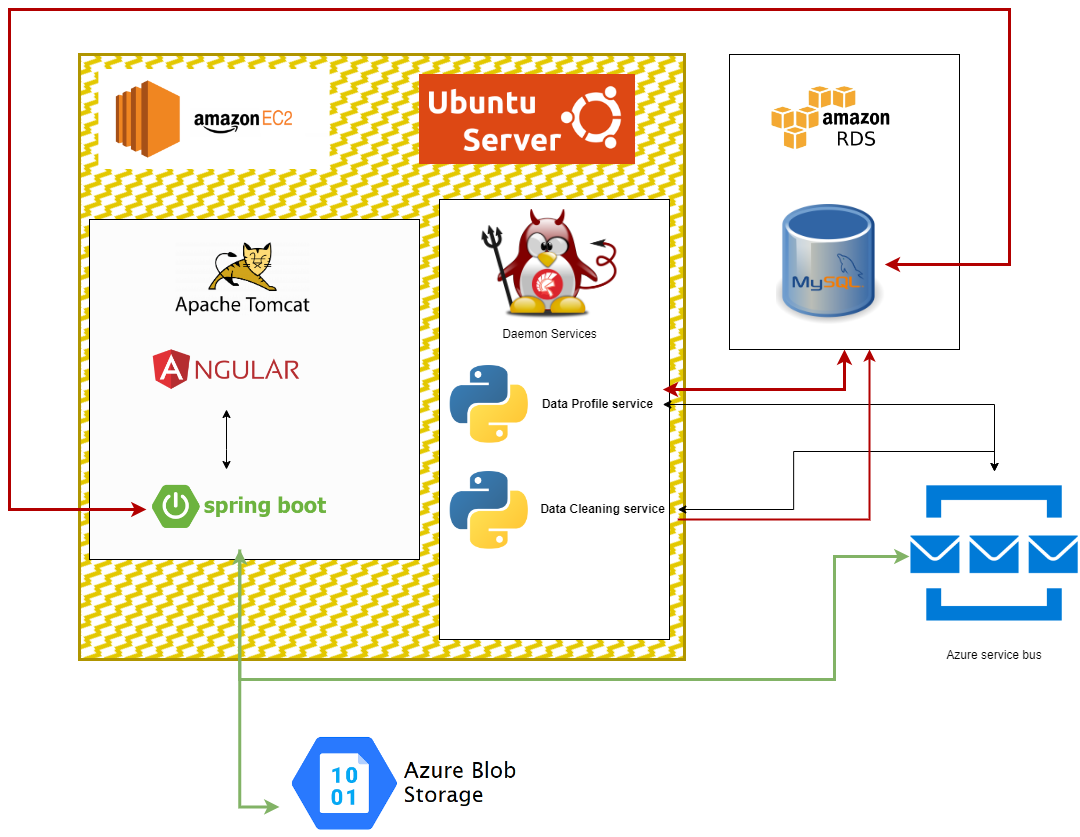 amazon EC2
Ubuntu
Server
amazon
RDS
Apache Tomcat
ANGULAR
spring boot
Daemon Services
Data Profile service
Data Cleaning service
MySQL
Azure service bus
10
01
Azure Blob
Storage